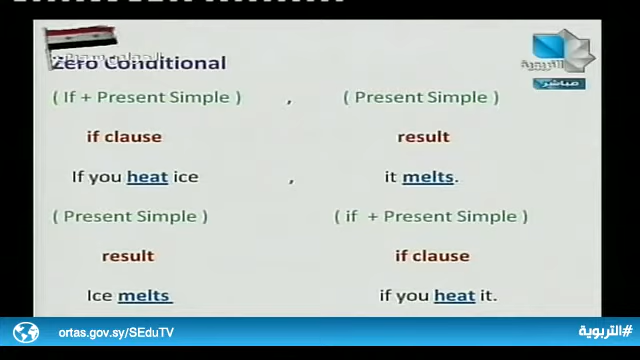 Zero Conditional
( If + Present Simple ) , ( Present Simple )
if clause result
If you heat ice , it melts.
( Present Simple ) ( if + Present Simple )
result if clause
Ice melts if you heat it.
التربوية
مباشر
ortas.gov.sy/SEduTV
#التربوية